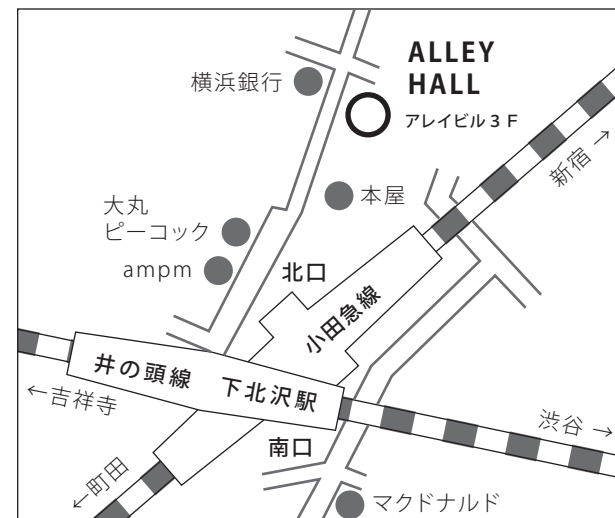 ALLEY
HALL
アレイビル３Ｆ
横浜銀行
新宿→
本屋
大丸
ピーコック
ampm
北口
小田急線
井の頭線　下北沢駅
←吉祥寺
渋谷→
南口
←町田
マクドナルド